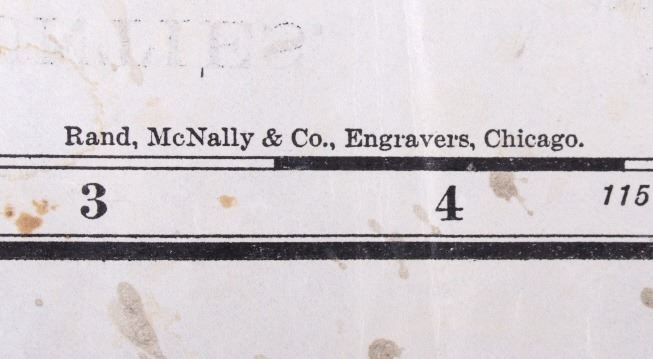 Rand, McNally & Co., Engravers, Chicago.
3 4 115